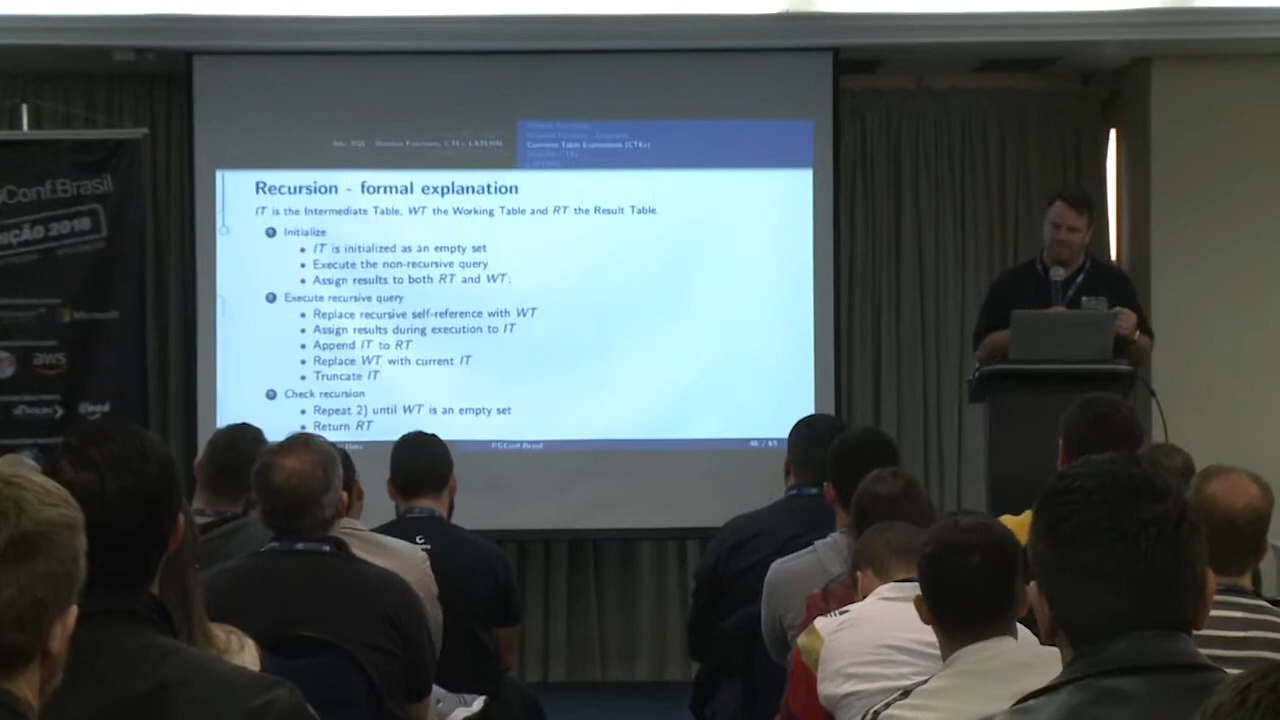 Common Table Expressions (CTEs)
Recursion - formal explanation
IT is the Intermediate Table, WT the Working Table and RT the Result Table.
Initialize
• IT is initialized as an empty set
• Execute the non-recursive query
• Assign results to both RT and WT;
Execute recursive query
• Replace recursive self-reference with WT
• Assign results during execution to IT
• Append IT to RT
• Replace WT with current IT
• Truncate IT
Check recursion
• Repeat 2) until WT is an empty set
• Return RT
PGConf.Brasil
Conf.Brasil
IÇÃO 2018
Microsoft
aws